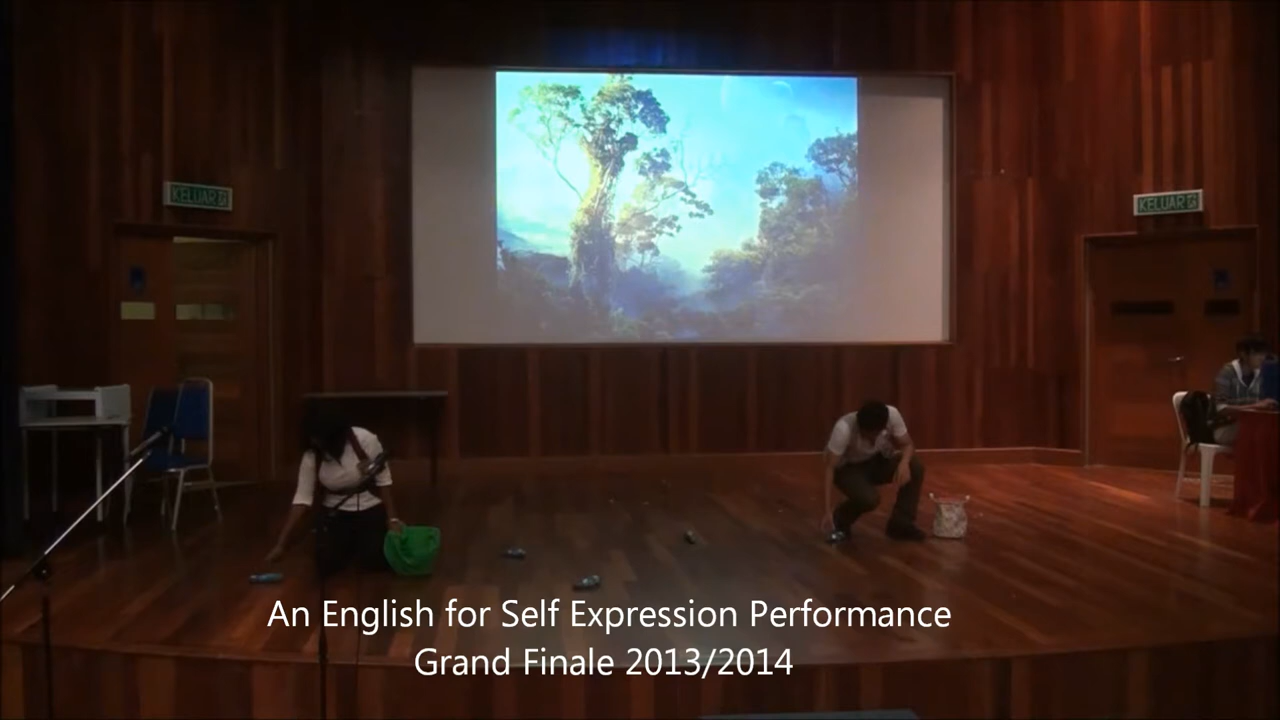 KELUAR
KELUAR
An English for Self Expression Performance
Grand Finale 2013/2014